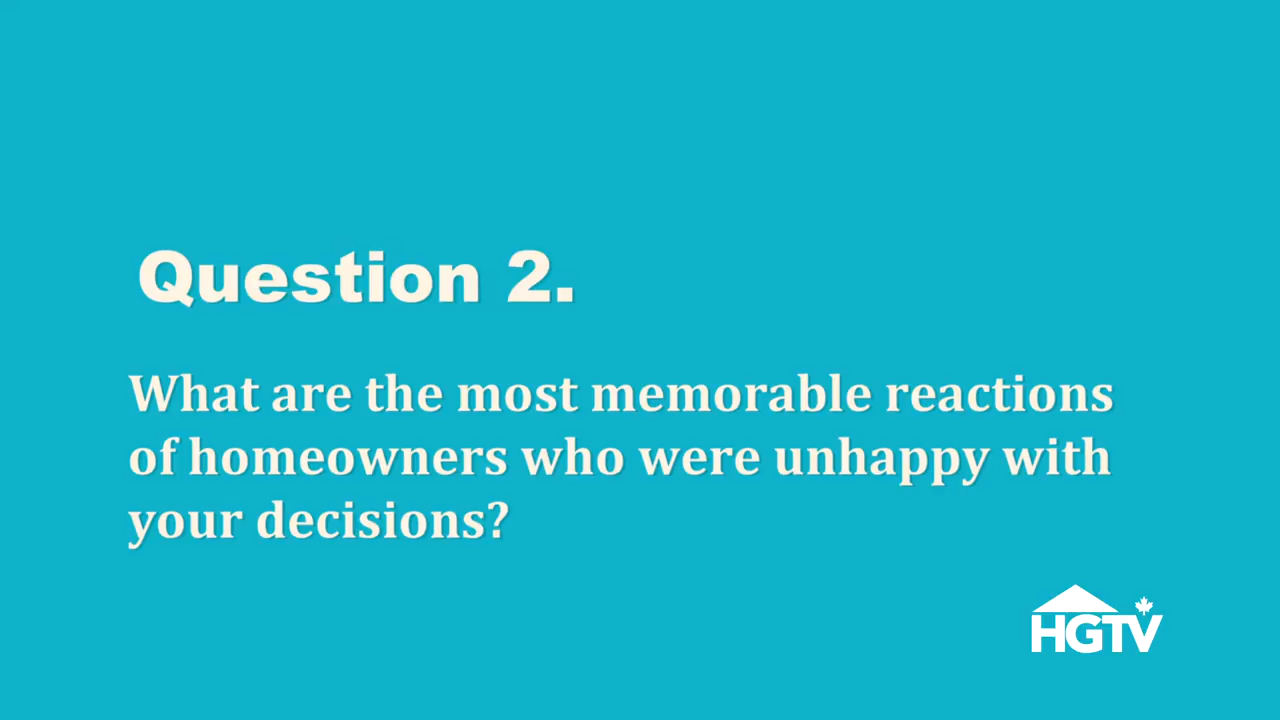 Question 2.
What are the most memorable reactions
of homeowners who were unhappy with
your decisions?
HGTV